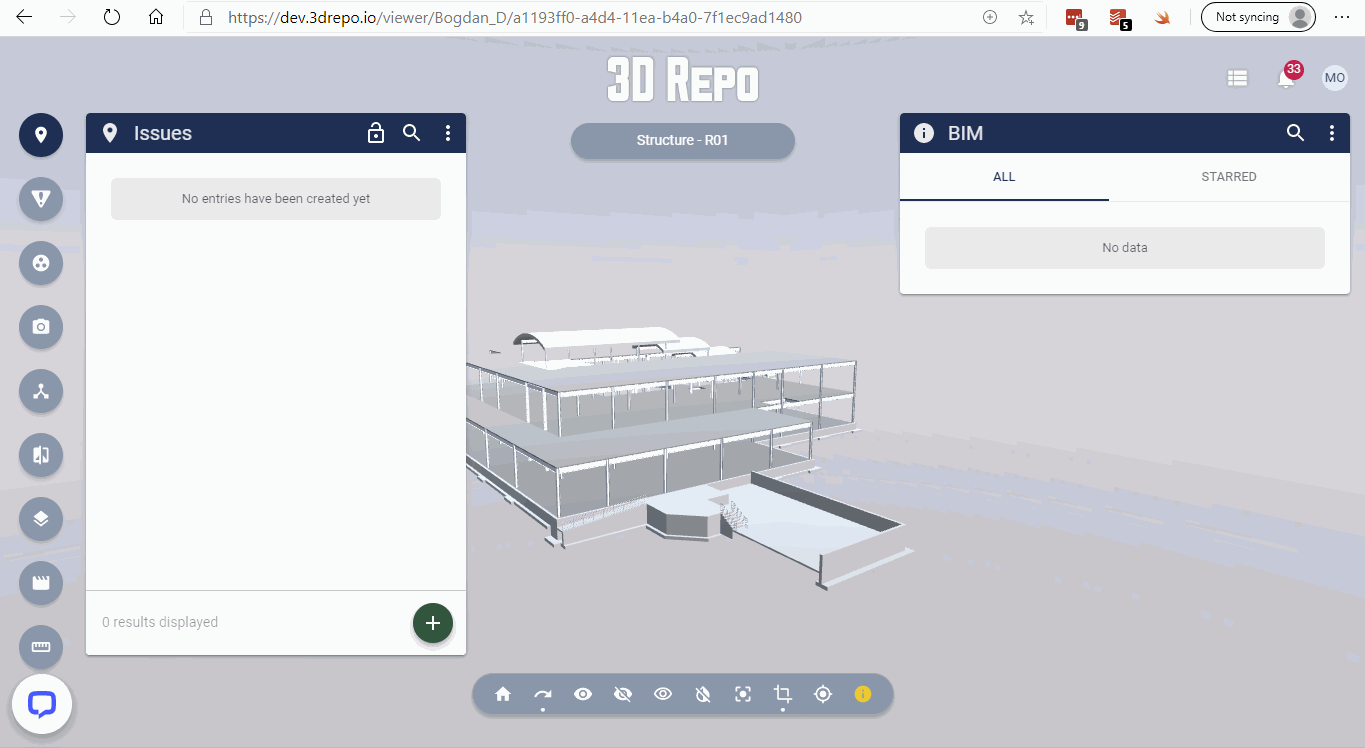 https://dev.3drepo.io/viewer/Bogdan_D/a1193ff0-a4d4-11ea-b4a0-7f1ec9ad1480
9
5
Not syncing
3D Repo
33
MO
Issues
Structure - R01
BIM
ALL
STARRED
No entries have been created yet
No data
0 results displayed